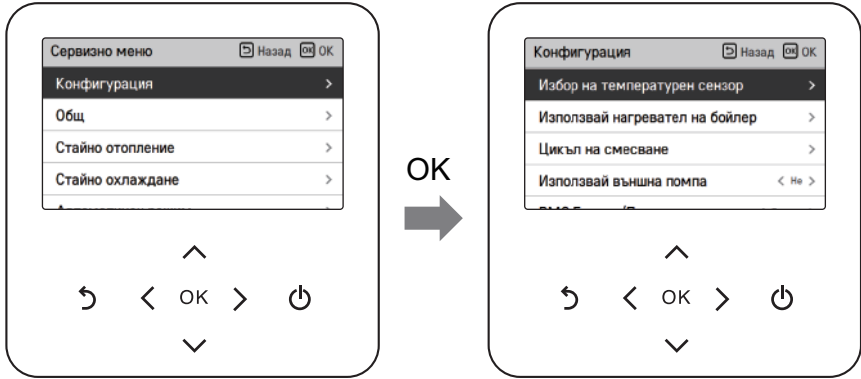 Сервизно меню Назад OK OK
Конфигурация
Общ
Стайно отопление
Стайно охлаждане
OK
OK
Конфигурация Назад OK OK
Избор на температурен сензор
Използвай нагревател на бойлер
Цикъл на смесване
Използвай външна помпа < Не >
OK